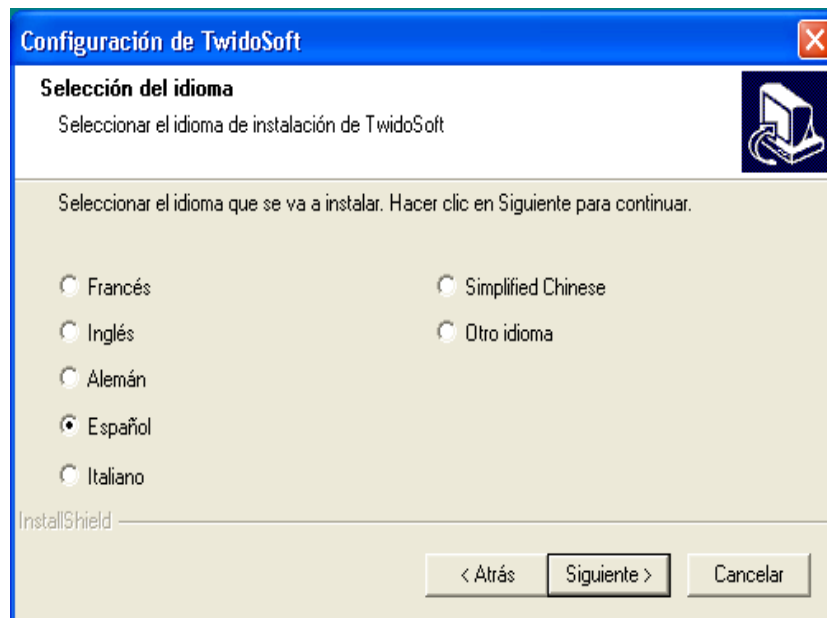 Configuración de TwidoSoft
Selección del idioma
Seleccionar el idioma de instalación de TwidoSoft
Seleccionar el idioma que se va a instalar. Hacer clic en Siguiente para continuar.
Francés
Inglés
Alemán
Español
Italiano
Simplified Chinese
Otro idioma
InstallShield
< Atrás
Siguiente >
Cancelar